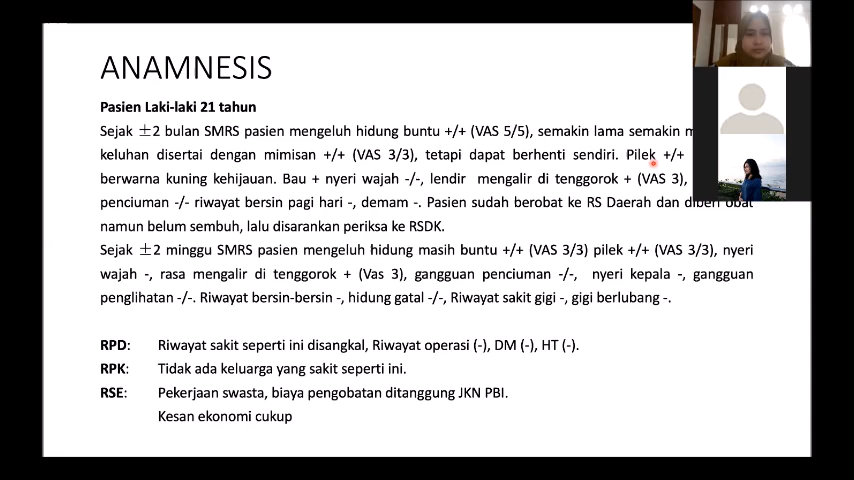 ANAMNESIS
Pasien Laki-laki 21 tahun
Sejak ±2 bulan SMRS pasien mengeluh hidung buntu +/+ (VAS 5/5), semakin lama semakin
keluhan disertai dengan mimisan +/+ (VAS 3/3), tetapi dapat berhenti sendiri. Pilek +/+
berwarna kuning kehijauan. Bau + nyeri wajah -/-, lendir mengalir di tenggorok + (VAS 3),
penciuman -/- riwayat bersin pagi hari -, demam -. Pasien sudah berobat ke RS Daerah dan diberi obat
namun belum sembuh, lalu disarankan periksa ke RSDK.
Sejak ±2 minggu SMRS pasien mengeluh hidung masih buntu +/+ (VAS 3/3) pilek +/+ (VAS 3/3), nyeri
wajah -, rasa mengalir di tenggorok + (Vas 3), gangguan penciuman -/-, nyeri kepala -, gangguan
penglihatan -/-. Riwayat bersin-bersin -, hidung gatal -/-, Riwayat sakit gigi -, gigi berlubang -.
RPD: Riwayat sakit seperti ini disangkal, Riwayat operasi (-), DM (-), HT (-).
RPK: Tidak ada keluarga yang sakit seperti ini.
RSE: Pekerjaan swasta, biaya pengobatan ditanggung JKN PBI.
Kesan ekonomi cukup